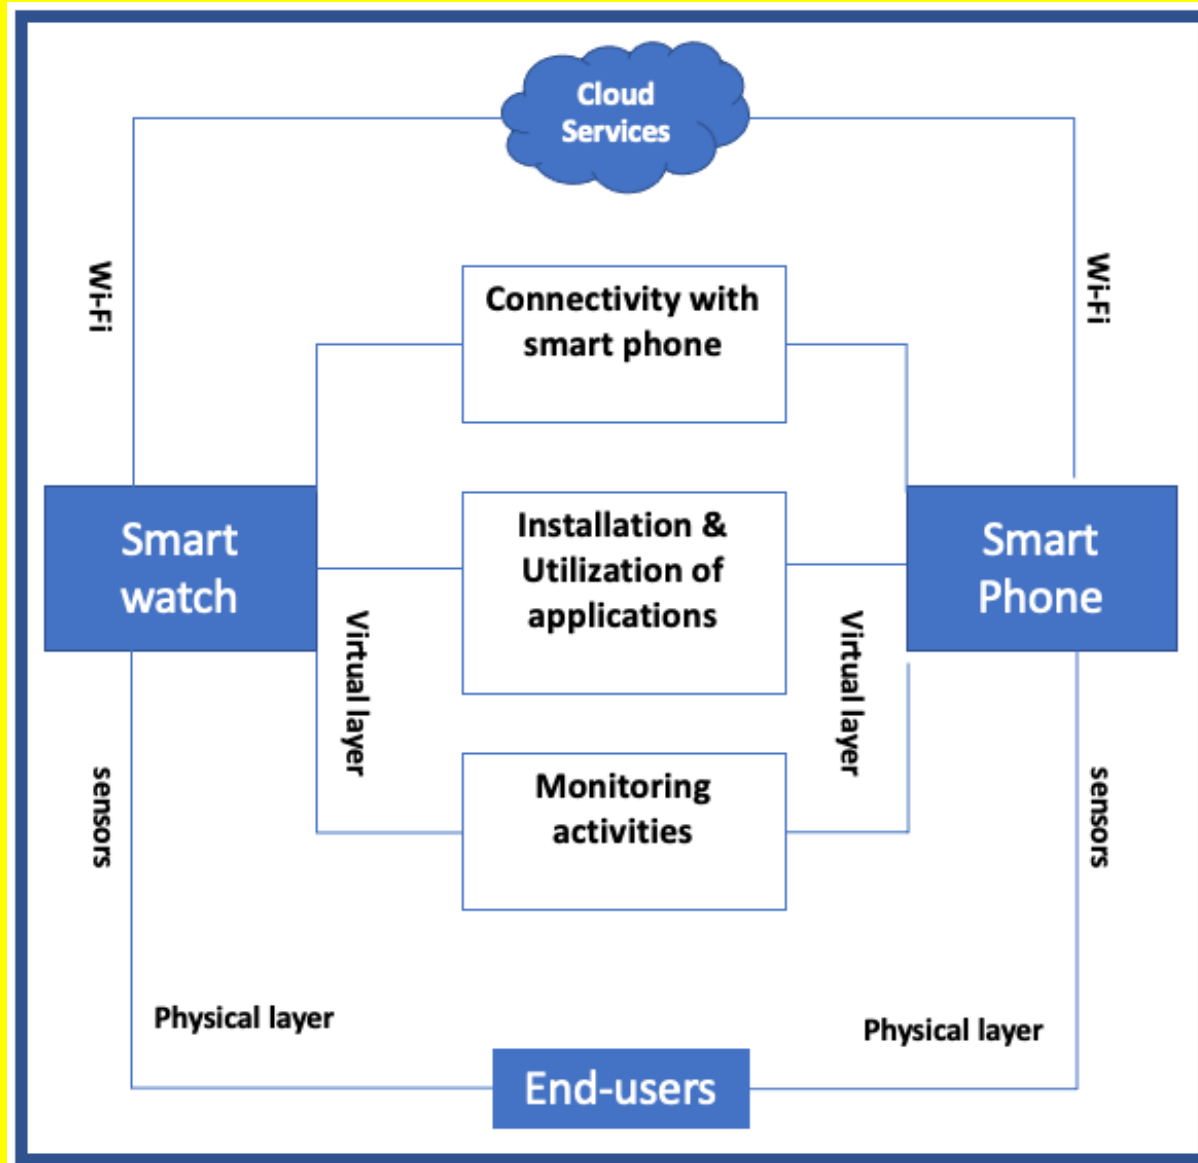 Cloud
Services
Wi-Fi
Wi-Fi
Connectivity with
smart phone
Smart
watch
Installation &
Utilization of
applications
Smart
Phone
Virtual layer
Virtual layer
Monitoring
activities
sensors
sensors
Physical layer
Physical layer
End-users